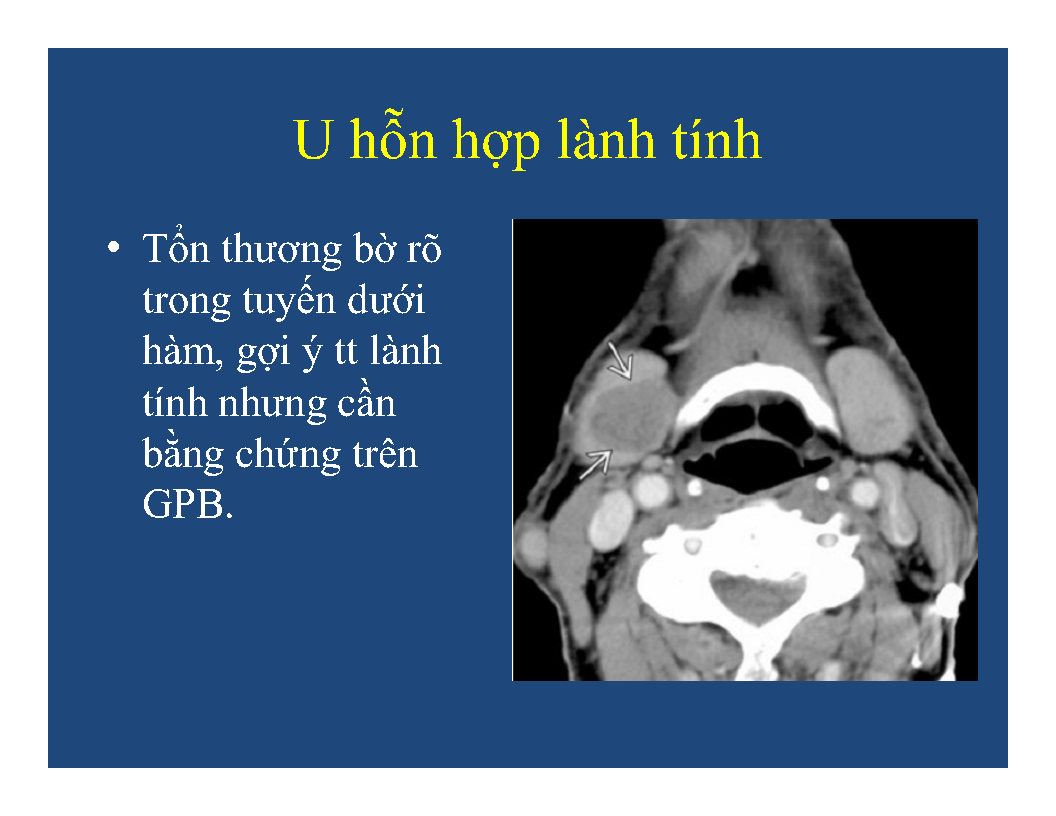 U hỗn hợp lành tính
• Tổn thương bờ rõ
trong tuyến dưới
hàm, gợi ý tt lành
tính nhưng cần
bằng chứng trên
GPB.